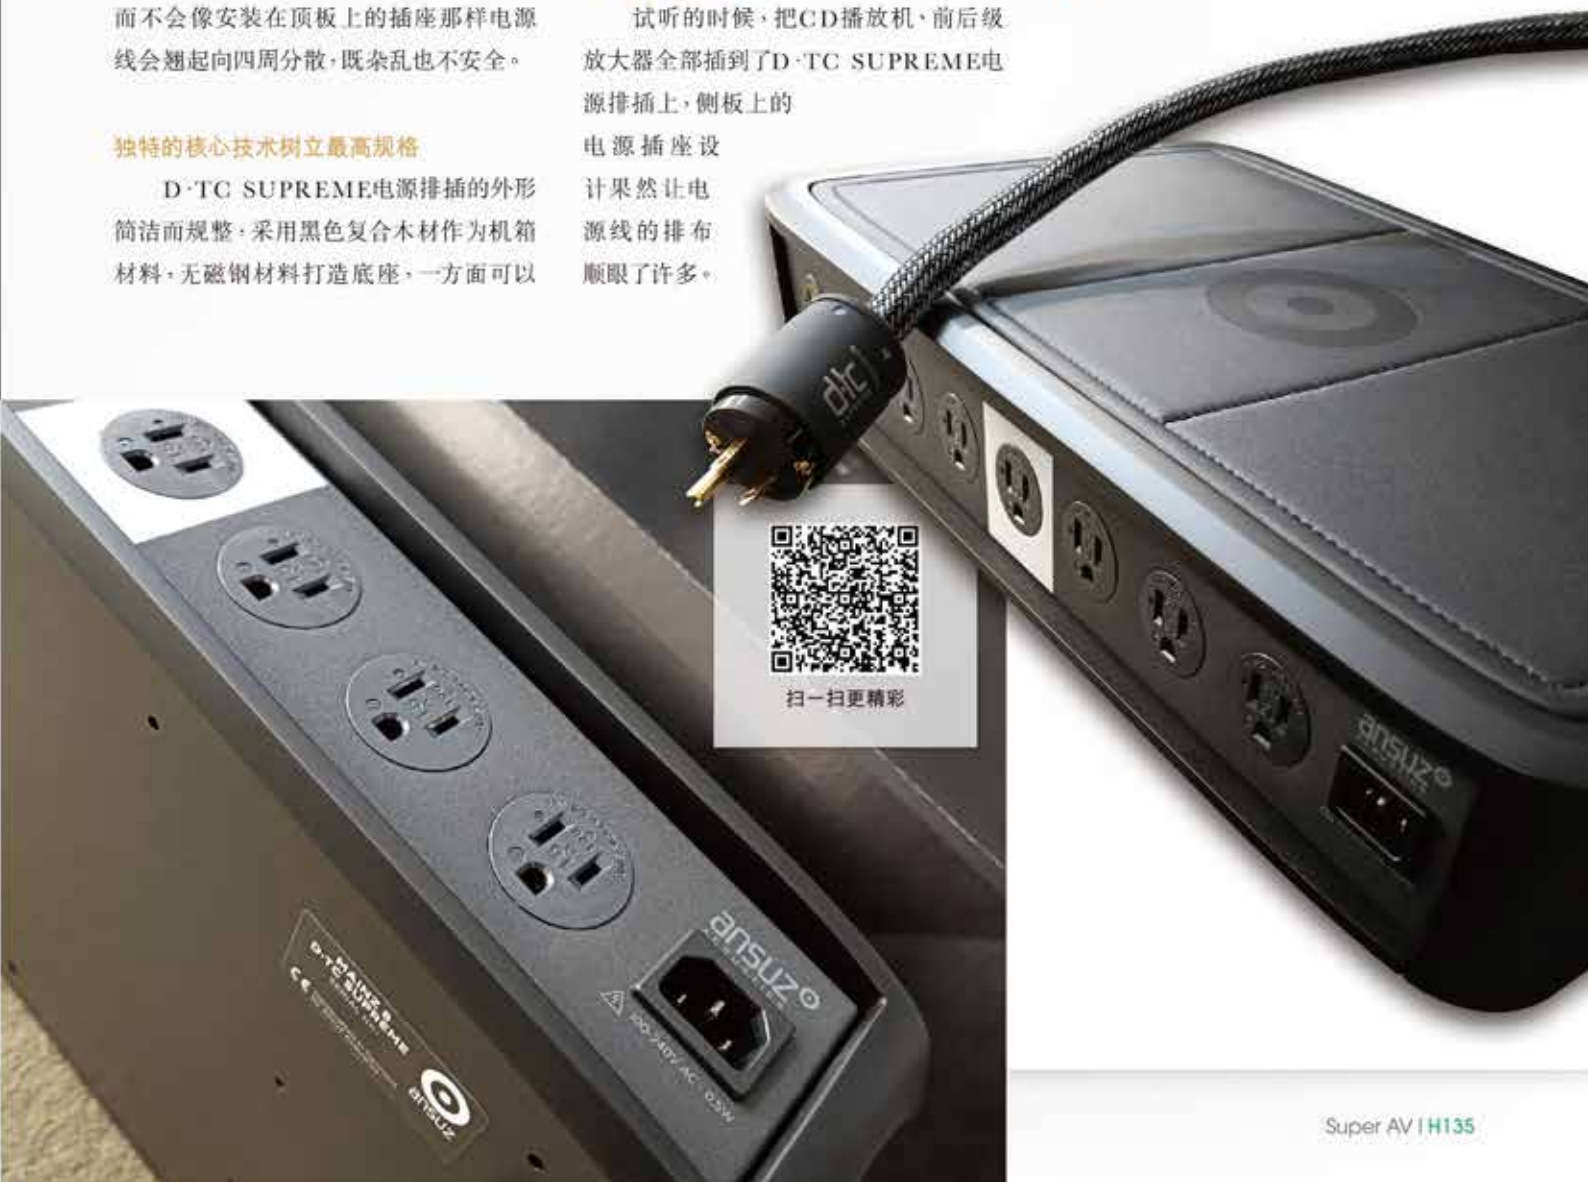 而不会像安装在顶板上的插座那样电源
线会翘起向四周分散，既杂乱也不安全。
独特的核心技术树立最高规格
D·TC SUPREME电源排插的外形
简洁而规整，采用黑色复合木材作为机箱
材料，无磁钢材料打造底座，一方面可以
试听的时候，把CD播放机、前后级
放大器全部插到了D·TC SUPREME电
源排插上，侧板上的
电源插座设
计果然让电
源线的排布
顺眼了许多。
dtc
扫一扫更精彩
ansuz
ansuz
ACOUSTICS
100-240V AC 0,5W
MAINZ 8
D-TC SUPREME
CE
ansuz
Super AV | H135